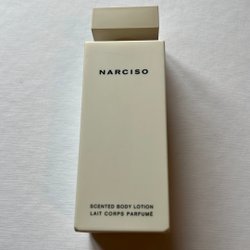 NARCISO
SCENTED BODY LOTION
LAIT CORPS PARFUMÉ